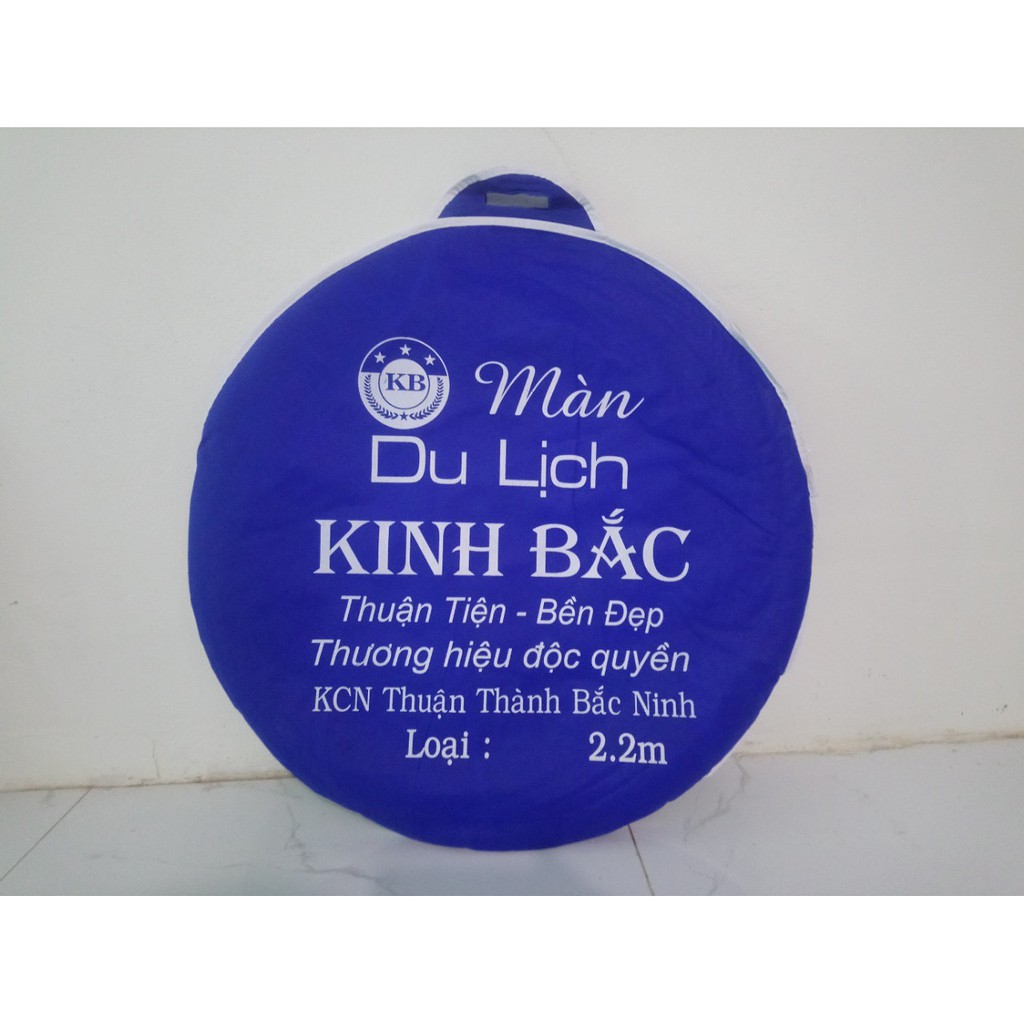 KB Màn
Du Lịch
KINH BẮC
Thuận Tiện - Bền Đẹp
Thương hiệu độc quyền
KCN Thuận Thành Bắc Ninh
Loại : 2.2m